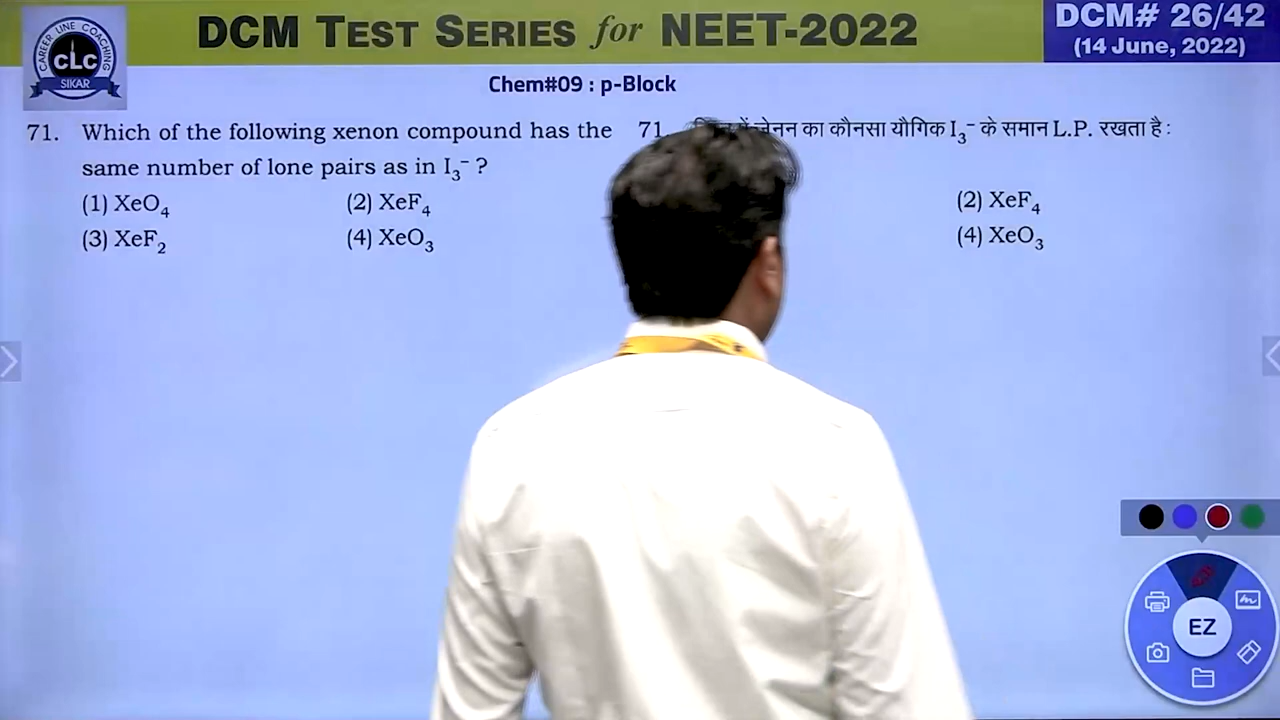 DCM TEST SERIES for NEET-2022
DCM# 26/42
(14 June, 2022)
CAREER LINE COACHING
CLC
SIKAR
Chem#09 : p-Block
71. Which of the following xenon compound has the
same number of lone pairs as in I₃⁻ ?
(1) XeO₄ (2) XeF₄
(3) XeF₂ (4) XeO₃
71. जेनन का कौनसा यौगिक I₃⁻ के समान L.P. रखता है :
(2) XeF₄
(4) XeO₃
EZ